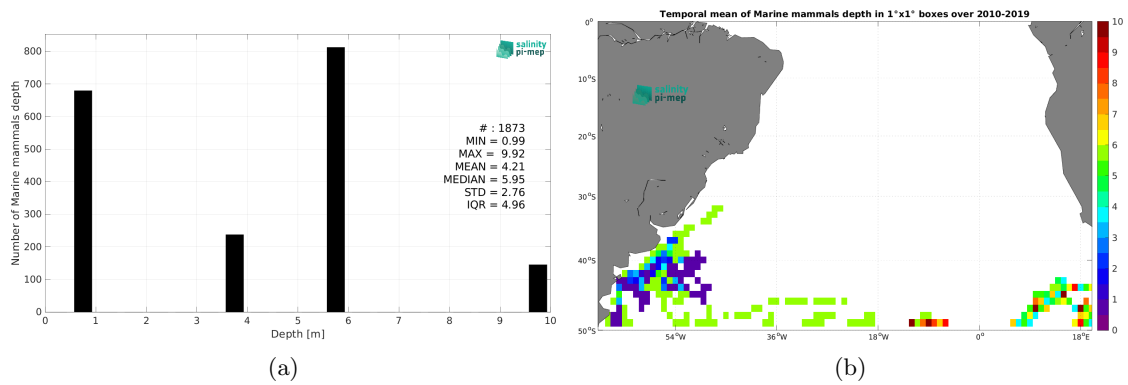 salinity
pi-mep
Number of Marine mammals depth
800
700
600
500
400
300
200
100
0
# : 1873
MIN = 0.99
MAX = 9.92
MEAN = 4.21
MEDIAN = 5.95
STD = 2.76
IQR = 4.96
0 1 2 3 4 5 6 7 8 9 10
Depth [m]
(a)
Temporal mean of Marine mammals depth in 1°x1° boxes over 2010-2019
salinity
pi-mep
0°
10°S
20°S
30°S
40°S
50°S
54°W 36°W 18°W 0° 18°E
10
9
8
7
6
5
4
3
2
1
0
(b)